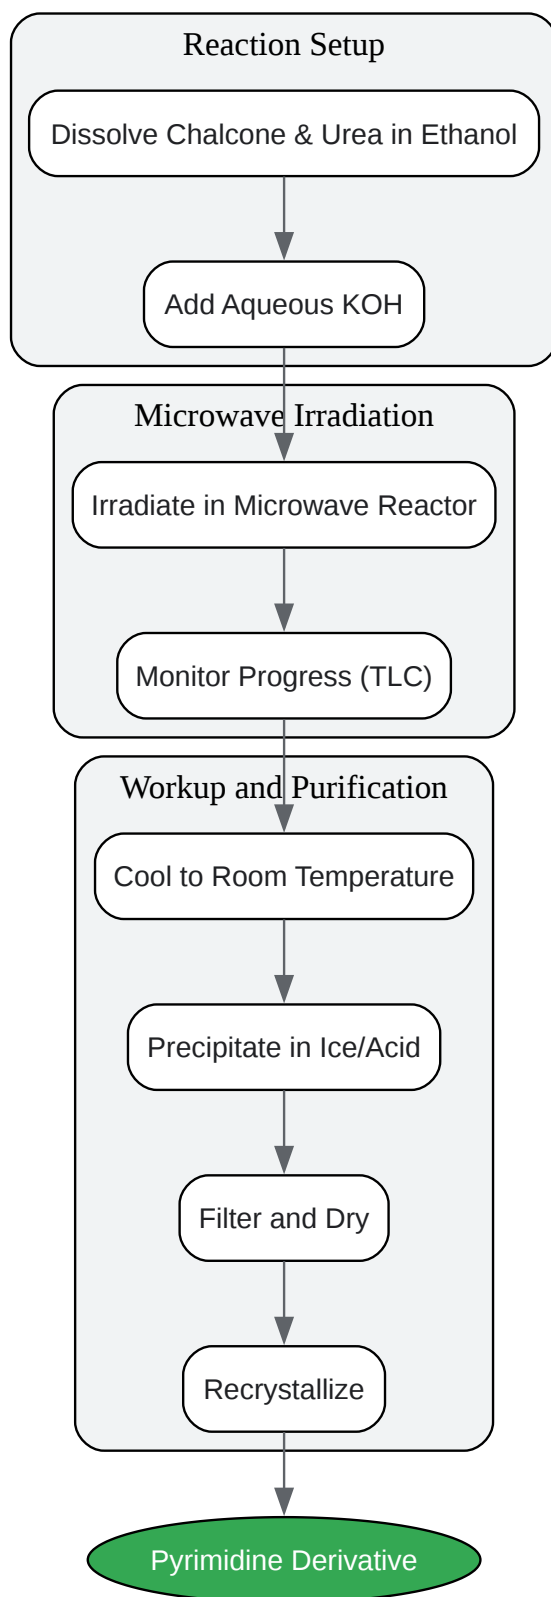 Reaction Setup
Dissolve Chalcone & Urea in Ethanol
Add Aqueous KOH
Microwave Irradiation
Irradiate in Microwave Reactor
Monitor Progress (TLC)
Workup and Purification
Cool to Room Temperature
Precipitate in Ice/Acid
Filter and Dry
Recrystallize
Pyrimidine Derivative